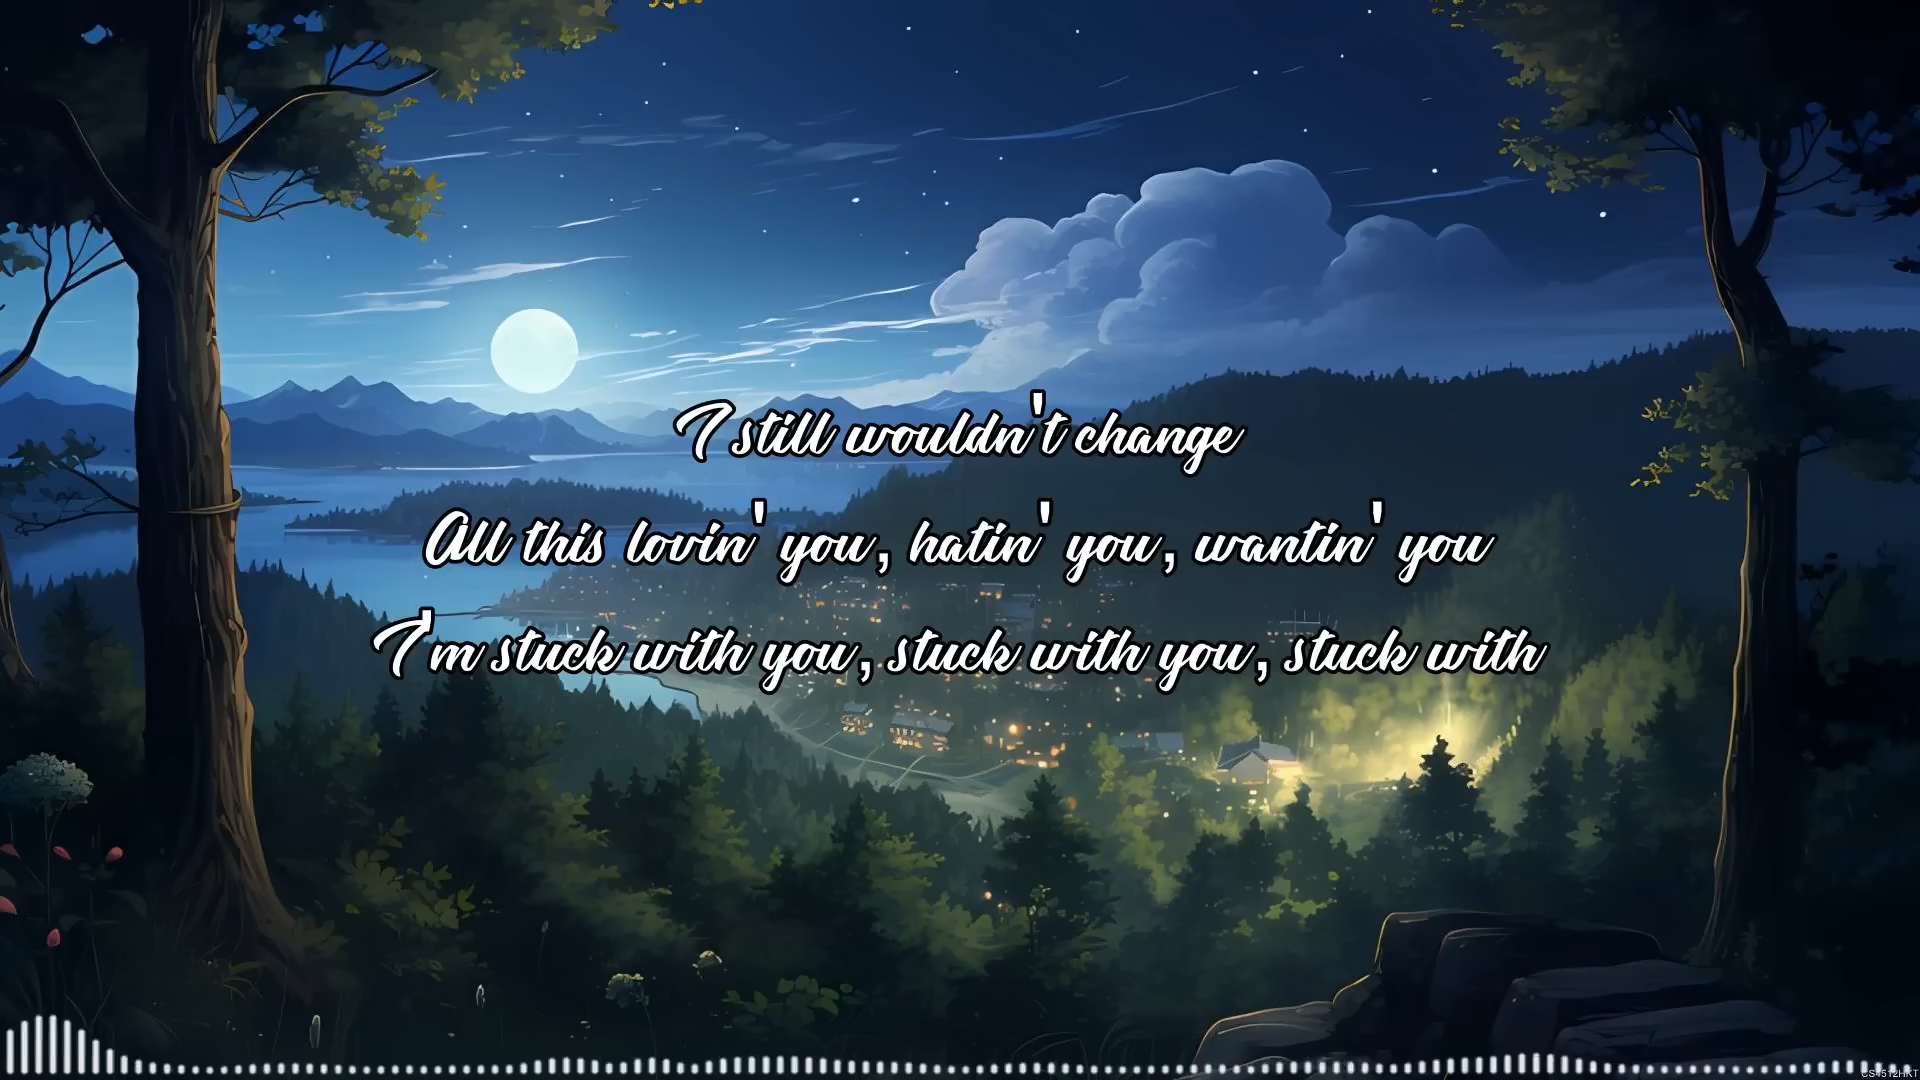 I still wouldn't change
All this lovin' you, hatin' you, wantin' you
I'm stuck with you, stuck with you, stuck with
CS4512HKT